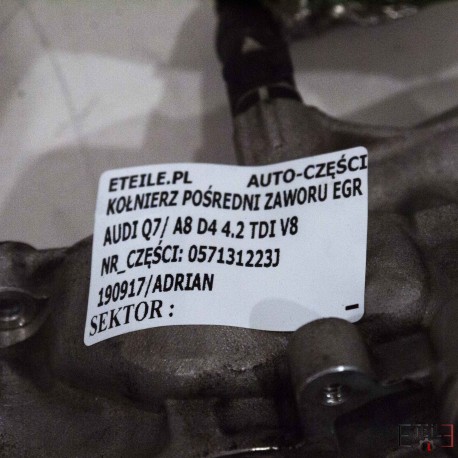 ETEILE.PL AUTO-CZĘŚCI
KOŁNIERZ POŚREDNI ZAWORU EGR
AUDI Q7/ A8 D4 4.2 TDI V8
NR_CZĘŚCI: 057131223J
190917/ADRIAN
SEKTOR : -
ETEILE